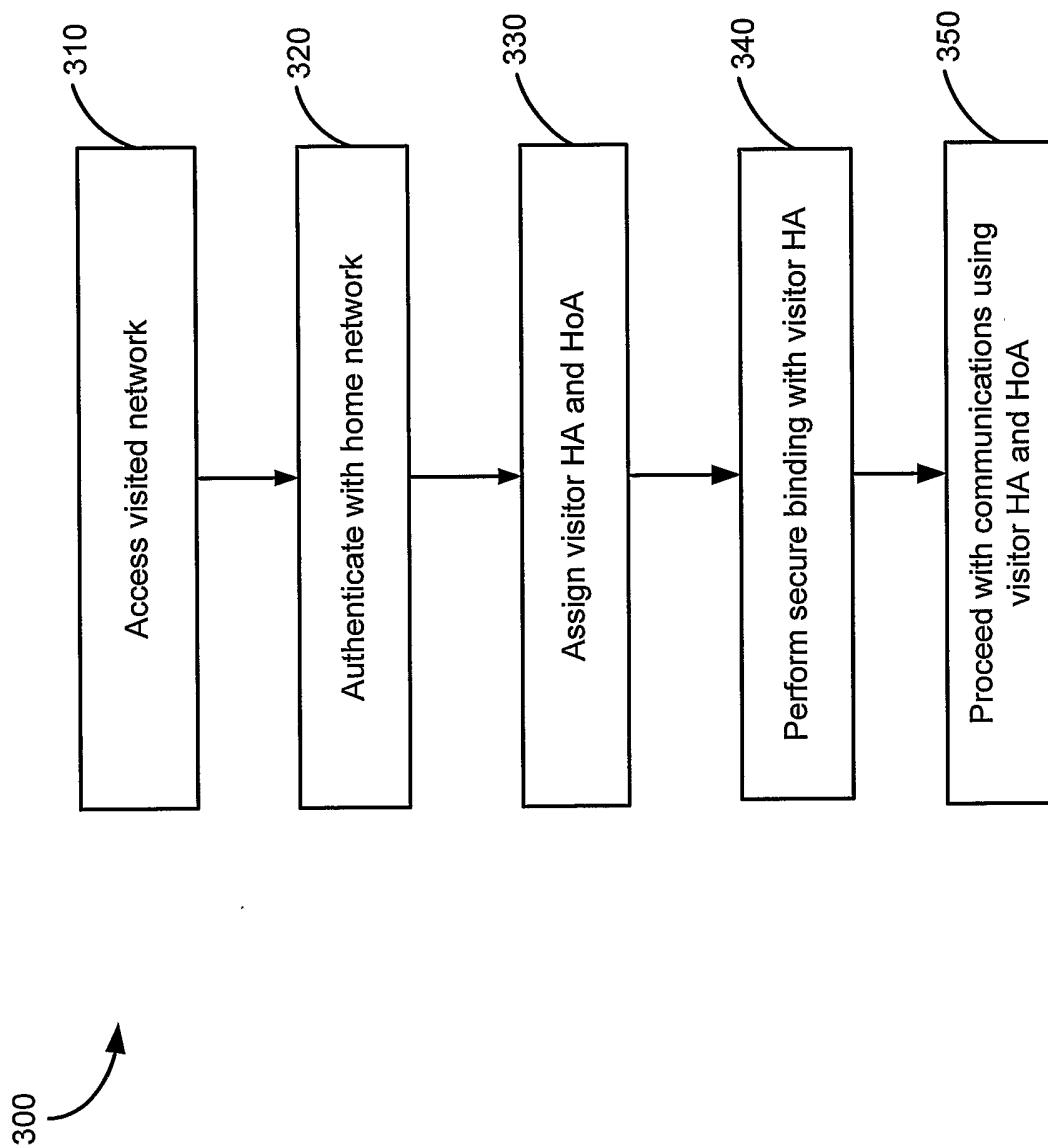 300
310
Access visited network
320
Authenticate with home network
330
Assign visitor HA and HoA
340
Perform secure binding with visitor HA
350
Proceed with communications using
visitor HA and HoA